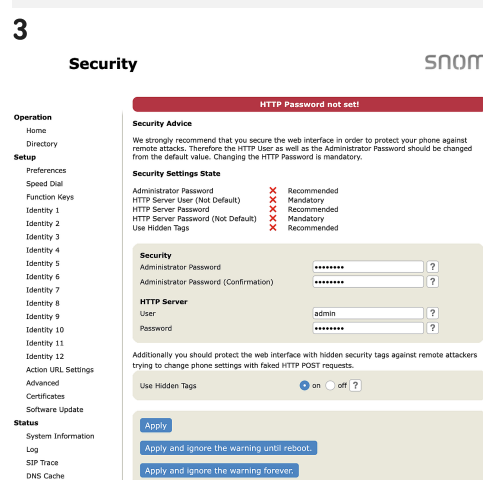 3
Security
snom
HTTP Password not set!
Operation
Home
Directory
Setup
Preferences
Speed Dial
Function Keys
Identity 1
Identity 2
Identity 3
Identity 4
Identity 5
Identity 6
Identity 7
Identity 8
Identity 9
Identity 10
Identity 11
Identity 12
Action URL Settings
Advanced
Certificates
Software Update
Status
System Information
Log
SIP Trace
DNS Cache
Security Advice
We strongly recommend that you secure the web interface in order to protect your phone against
remote attacks. Therefore the HTTP User as well as the Administrator Password should be changed
from the default value. Changing the HTTP Password is mandatory.
Security Settings State
Administrator Password ✗ Recommended
HTTP Server User (Not Default) ✗ Mandatory
HTTP Server Password ✗ Recommended
HTTP Server Password (Not Default) ✗ Mandatory
Use Hidden Tags ✗ Recommended
Security
Administrator Password •••••••• ?
Administrator Password (Confirmation) •••••••• ?
HTTP Server
User admin ?
Password •••••••• ?
Additionally you should protect the web interface with hidden security tags against remote attackers
trying to change phone settings with faked HTTP POST requests.
Use Hidden Tags on off ?
Apply
Apply and ignore the warning until reboot.
Apply and ignore the warning forever.